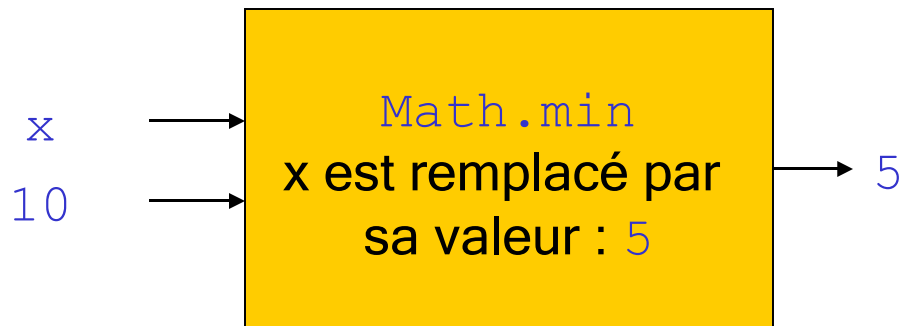 x
10
Math.min
x est remplacé par
sa valeur : 5
5